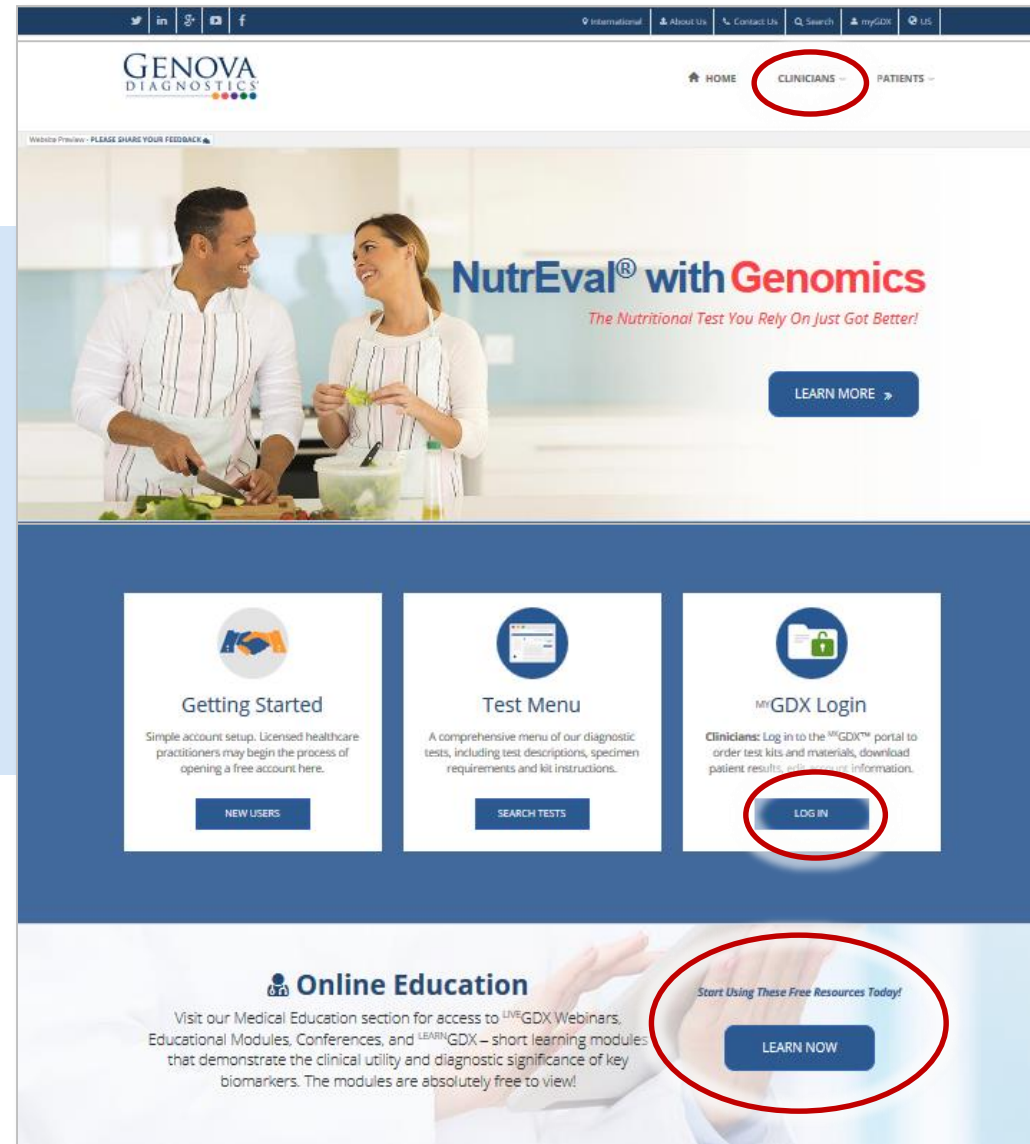 International About Us Contact Us Search myGDX US
GENOVA
DIAGNOSTICS
HOME CLINICIANS PATIENTS
Website Preview - PLEASE SHARE YOUR FEEDBACK
NutrEval® with Genomics
The Nutritional Test You Rely On Just Got Better!
LEARN MORE »
Getting Started
Simple account setup. Licensed healthcare
practitioners may begin the process of
opening a free account here.
NEW USERS
Test Menu
A comprehensive menu of our diagnostic
tests, including test descriptions, specimen
requirements and kit instructions.
SEARCH TESTS
MYGDX Login
Clinicians: Log in to the MYGDX™ portal to
order test kits and materials, download
patient results, edit account information.
LOG IN
Online Education
Visit our Medical Education section for access to LIVEGDX Webinars,
Educational Modules, Conferences, and LEARNGDX – short learning modules
that demonstrate the clinical utility and diagnostic significance of key
biomarkers. The modules are absolutely free to view!
Start Using These Free Resources Today!
LEARN NOW